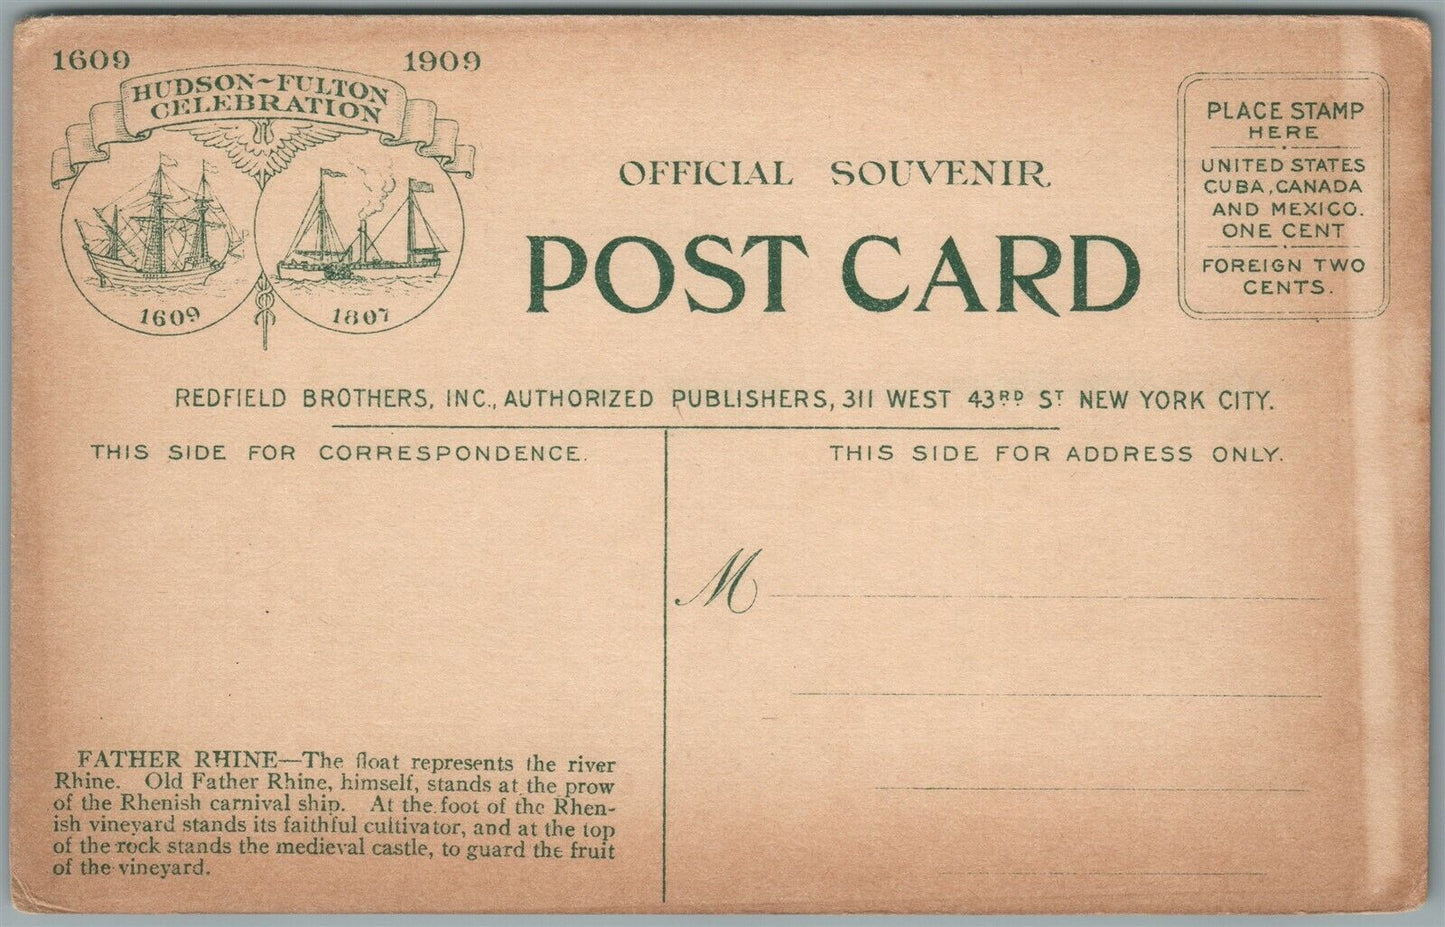 1609 1909
HUDSON~FULTON
CELEBRATION
1609 1807
OFFICIAL SOUVENIR
POST CARD
PLACE STAMP
HERE
UNITED STATES
CUBA, CANADA
AND MEXICO.
ONE CENT
FOREIGN TWO
CENTS.
REDFIELD BROTHERS, INC., AUTHORIZED PUBLISHERS, 311 WEST 43RD ST NEW YORK CITY.
THIS SIDE FOR CORRESPONDENCE.
THIS SIDE FOR ADDRESS ONLY.
M
FATHER RHINE—The float represents the river
Rhine. Old Father Rhine, himself, stands at the prow
of the Rhenish carnival ship. At the foot of the Rhen-
ish vineyard stands its faithful cultivator, and at the top
of the rock stands the medieval castle, to guard the fruit
of the vineyard.